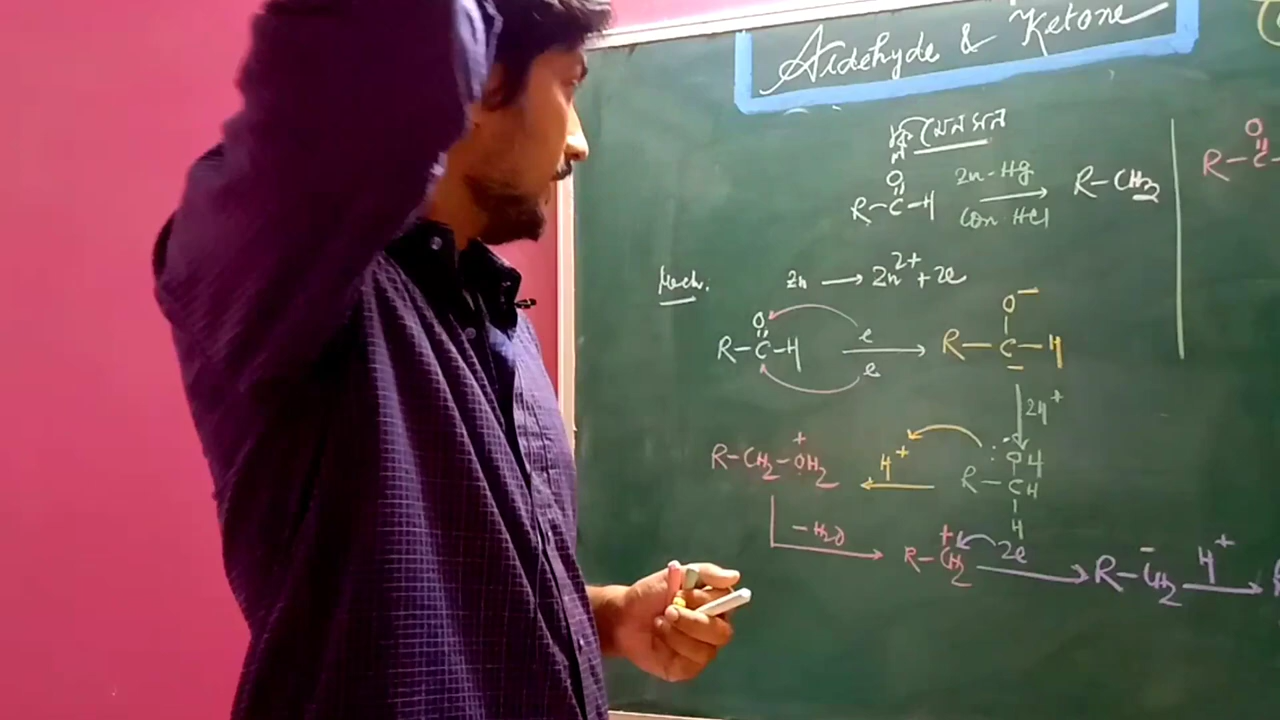 Aldehyde & Ketone
O
R-C-H Zn-Hg Con HCl R-CH2
O
R-C-
Mech. Zn → Zn2+ + 2e
O
R-C-H e e
O-
R-C-H
2H+
R-CH2-OH2 +
H+
OH
R-CH
H
-H2O
R-CH2 + 2e
R-CH2 - H+